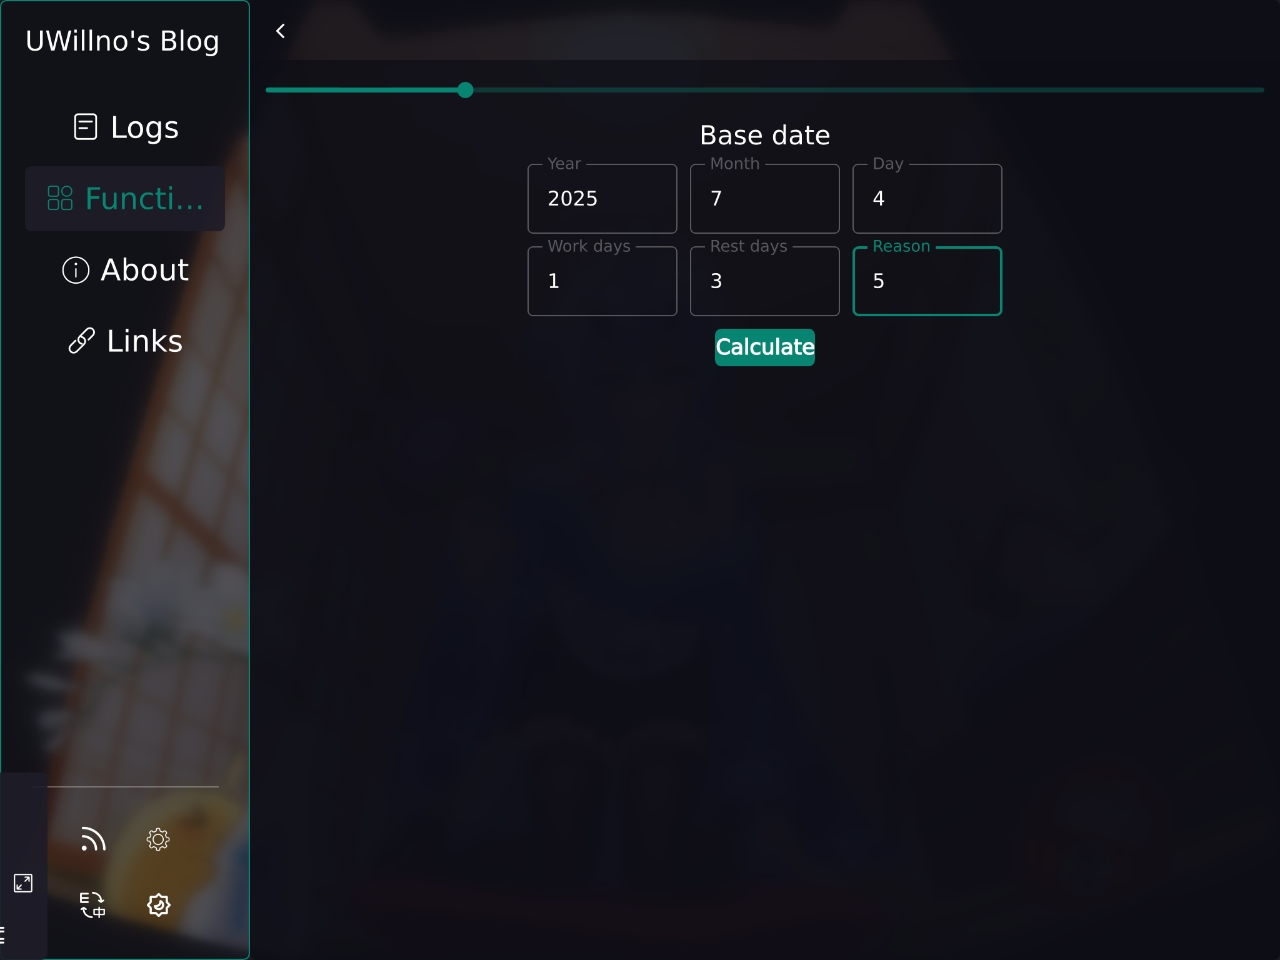 UWillno's Blog
Logs
Functi...
About
Links
Base date
Year
Month
Day
2025
7
4
Work days
Rest days
Reason
1
3
5
Calculate